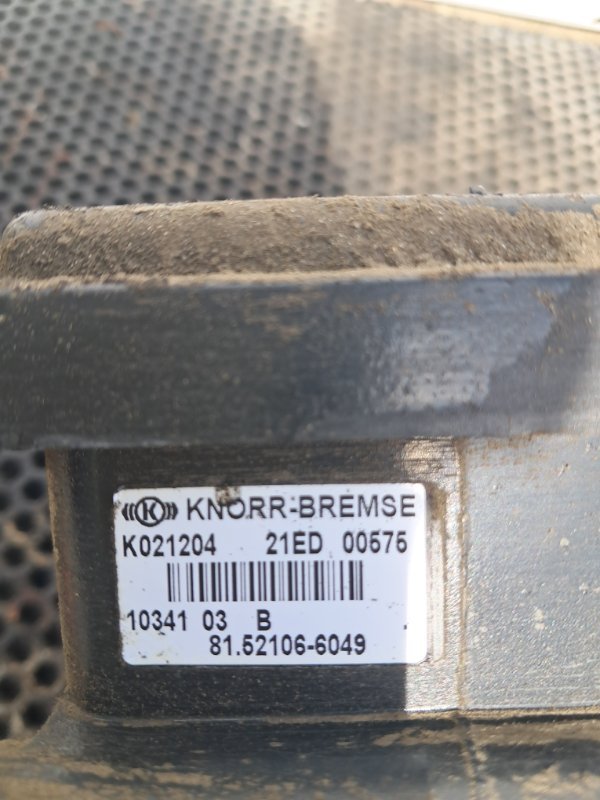 K KNORR-BREMSE
K021204 21ED 00575
10341 03 B
81.52106-6049